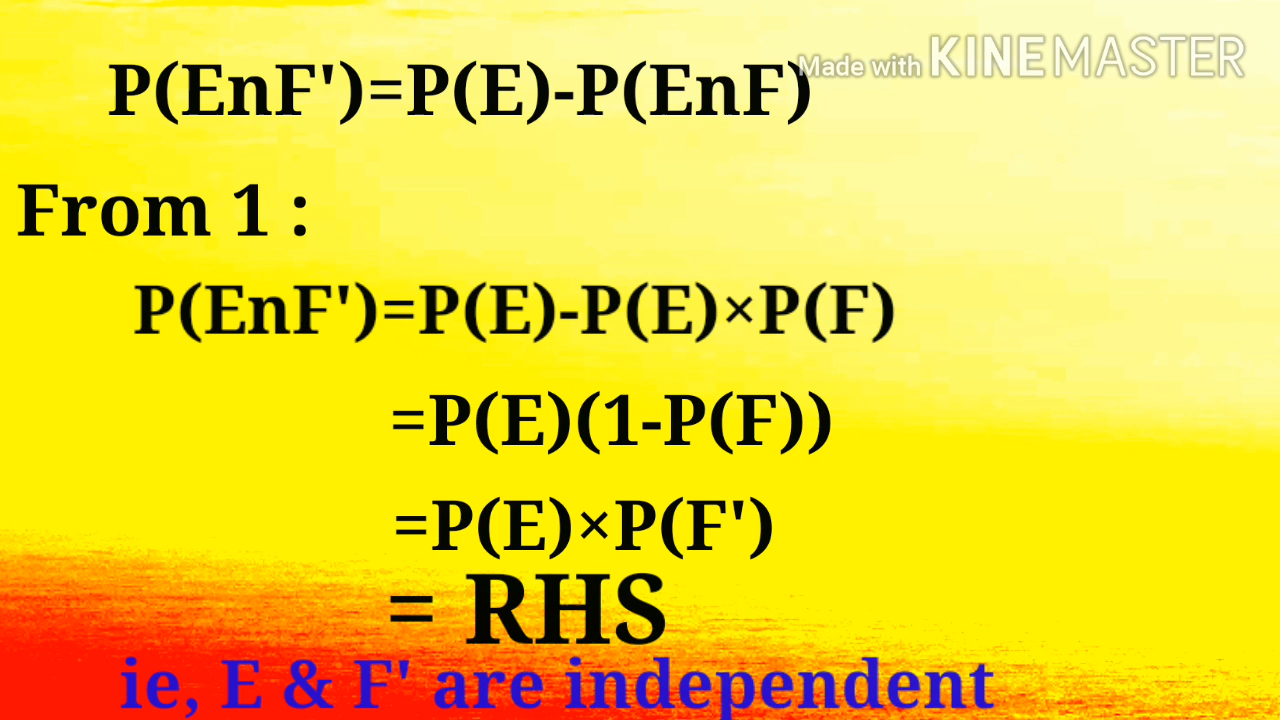 P(EnF')=P(E)-P(EnF)
Made with KINEMASTER
From 1 :
P(EnF')=P(E)-P(E)×P(F)
=P(E)(1-P(F))
=P(E)×P(F')
= RHS
ie, E & F' are independent